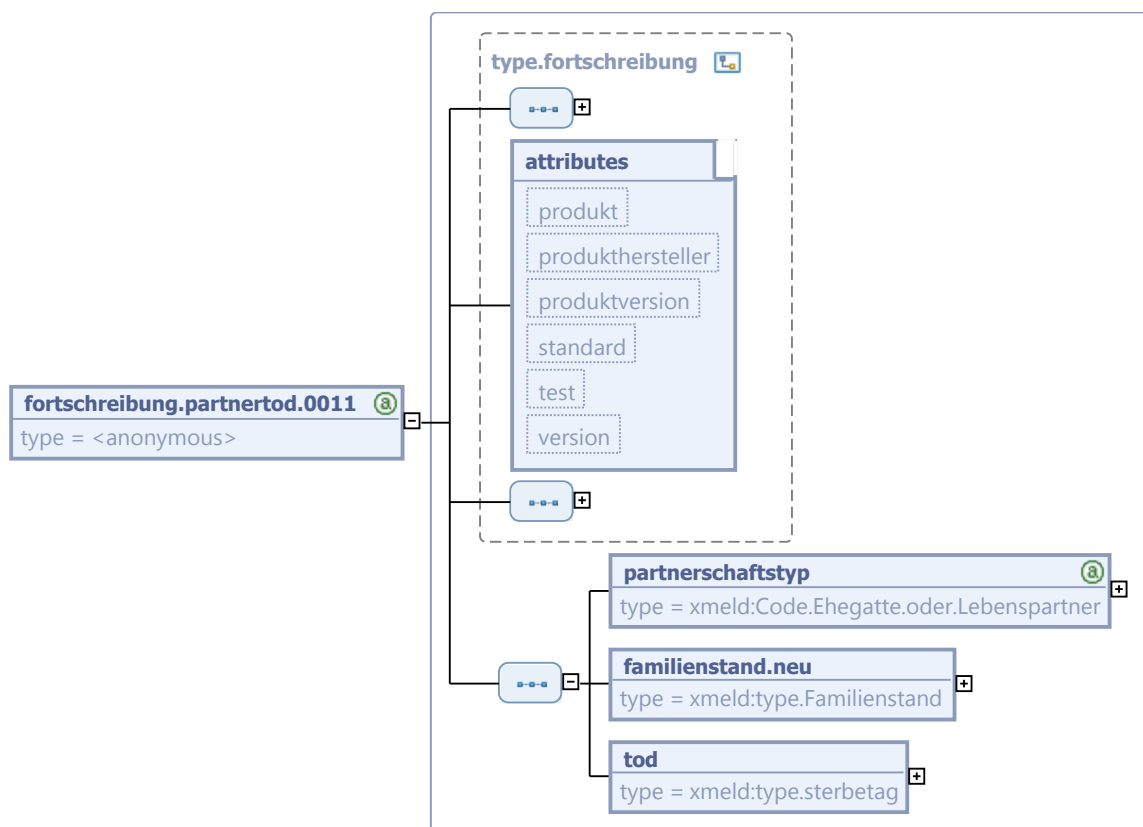 type.fortschreibung
attributes
produkt
produkthersteller
produktversion
standard
test
version
fortschreibung.partnertod.0011 a
type = <anonymous>
partnerschaftstyp a
type = xmeld:Code.Ehegatte.oder.Lebenspartner
familienstand.neu
type = xmeld:type.Familienstand
tod
type = xmeld:type.sterbetag